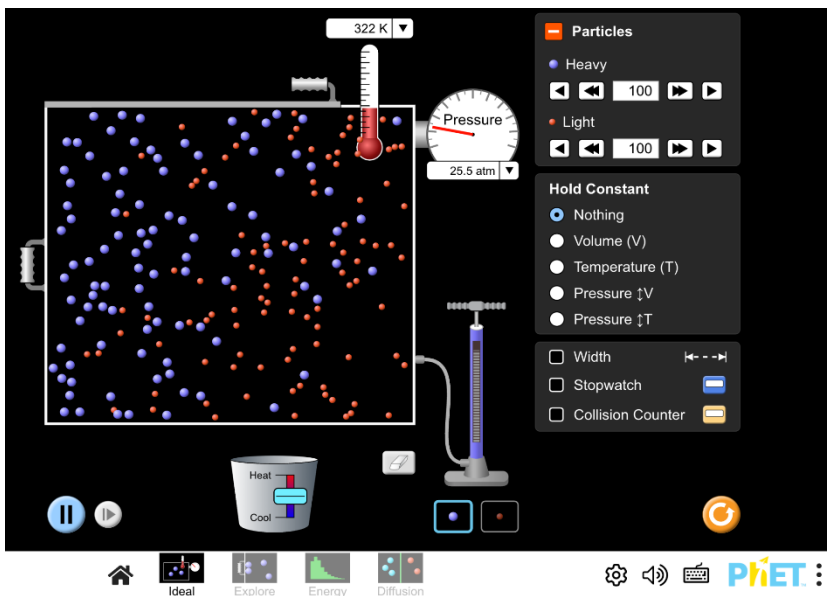 322 K
Particles
Heavy
100
Light
100
Pressure
25.5 atm
Hold Constant
Nothing
Volume (V)
Temperature (T)
Pressure ↕V
Pressure ↕T
Width
Stopwatch
Collision Counter
Heat
Cool
Ideal
Explore
Energy
Diffusion
PhET